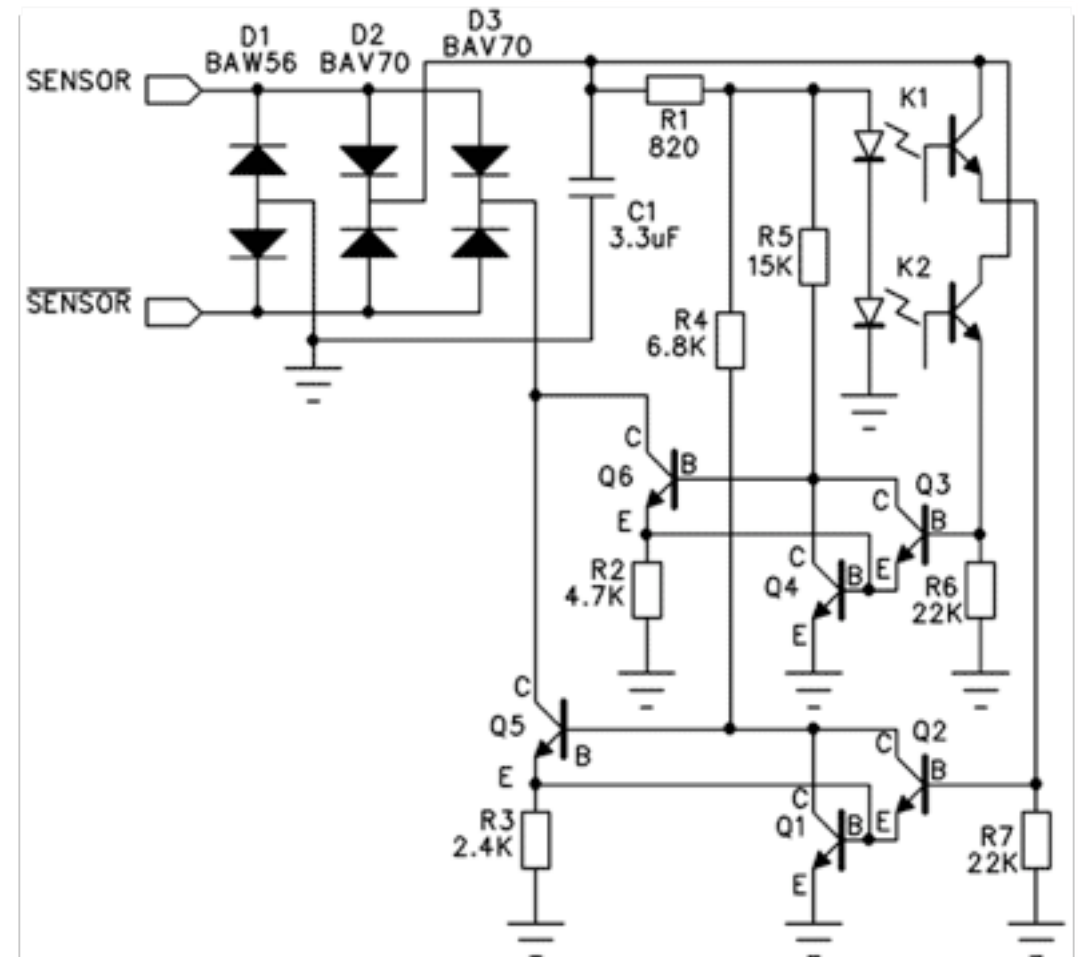 D1
BAW56
D2
BAV70
D3
BAV70
SENSOR
R1
820
K1
C1
3.3uF
R5
15K
K2
SENSOR
R4
6.8K
C
Q6
B
E
C
Q3
B
E
R2
4.7K
C
Q4
B
E
R6
22K
C
Q5
B
E
C
Q2
B
E
R3
2.4K
C
Q1
B
E
R7
22K